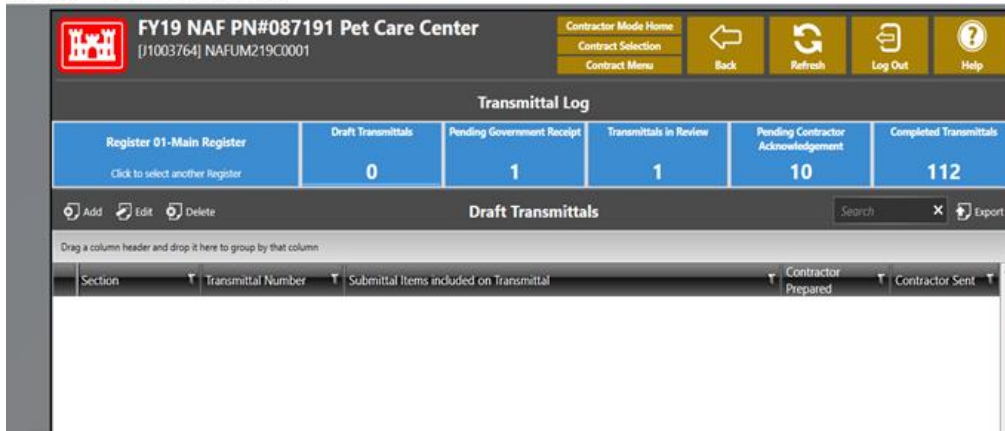 FY19 NAF PN#087191 Pet Care Center
[J1003764] NAFUM219C0001
Contractor Mode Home
Contract Selection
Contract Menu
Back
Refresh
Log Out
Help
Transmittal Log
Register 01-Main Register
Click to select another Register
Draft Transmittals
0
Pending Government Receipt
1
Transmittals in Review
1
Pending Contractor
Acknowledgement
10
Completed Transmittals
112
Add Edit Delete
Draft Transmittals
Search
Export
Drag a column header and drop it here to group by that column
Section
Transmittal Number
Submittal Items included on Transmittal
Contractor
Prepared
Contractor Sent